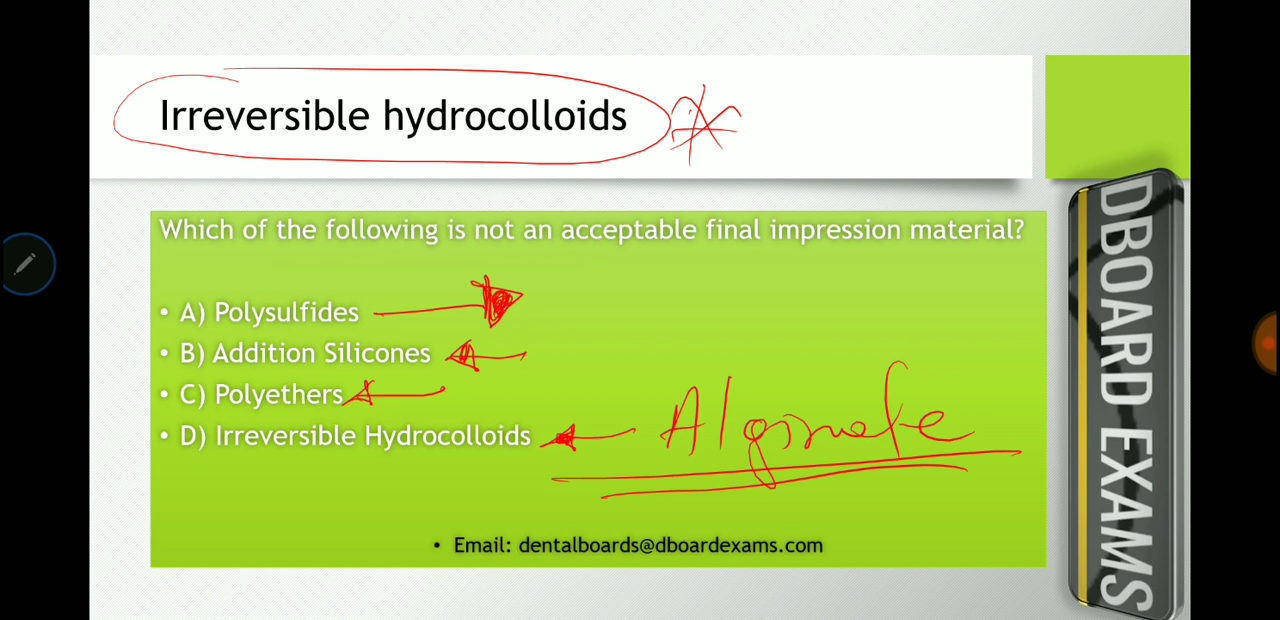 Irreversible hydrocolloids
Which of the following is not an acceptable final impression material?
• A) Polysulfides
• B) Addition Silicones
• C) Polyethers
• D) Irreversible Hydrocolloids
Alginate
• Email: dentalboards@dboardexams.com
DBOARD EXAMS